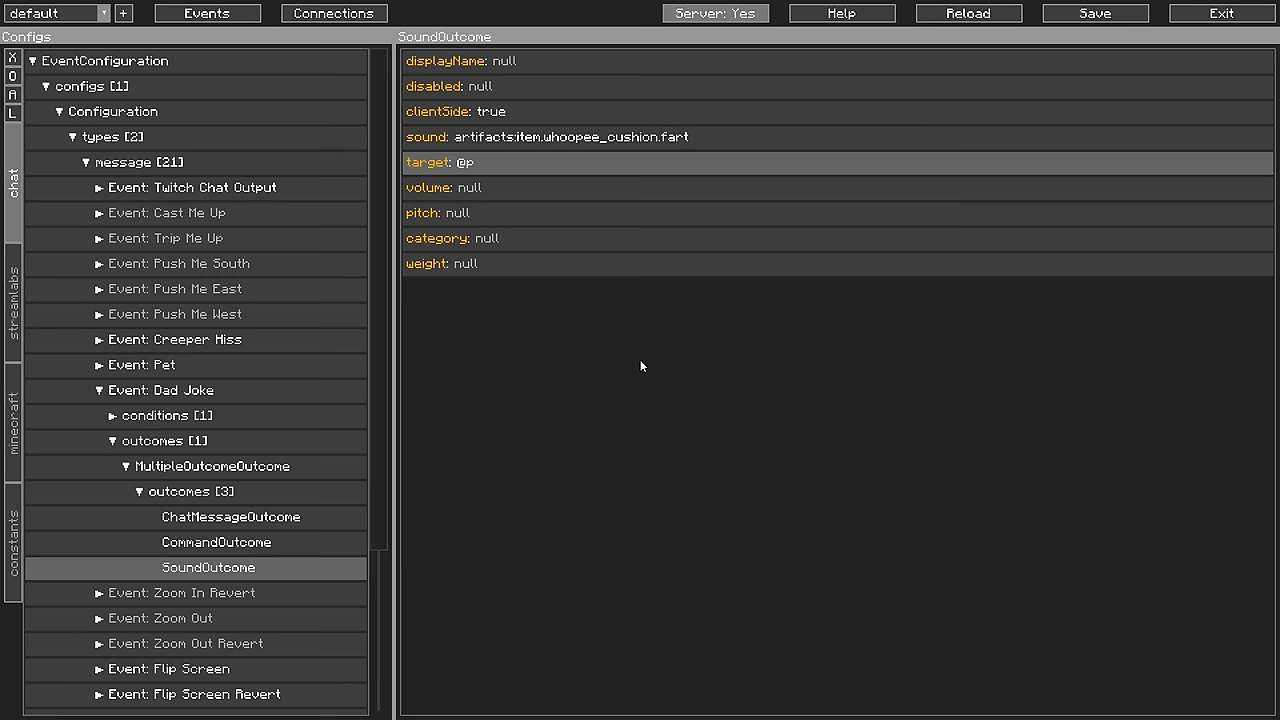 default + Events Connections Server: Yes Help Reload Save Exit
Configs
SoundOutcome
X
O
A
L
chat
streamlabs
minecraft
constants
EventConfiguration
configs [1]
Configuration
types [2]
message [21]
Event: Twitch Chat Output
Event: Cast Me Up
Event: Trip Me Up
Event: Push Me South
Event: Push Me East
Event: Push Me West
Event: Creeper Hiss
Event: Pet
Event: Dad Joke
conditions [1]
outcomes [1]
MultipleOutcomeOutcome
outcomes [3]
ChatMessageOutcome
CommandOutcome
SoundOutcome
Event: Zoom In Revert
Event: Zoom Out
Event: Zoom Out Revert
Event: Flip Screen
Event: Flip Screen Revert
displayName: null
disabled: null
clientSide: true
sound: artifacts:item.whoopee_cushion.fart
target: @p
volume: null
pitch: null
category: null
weight: null